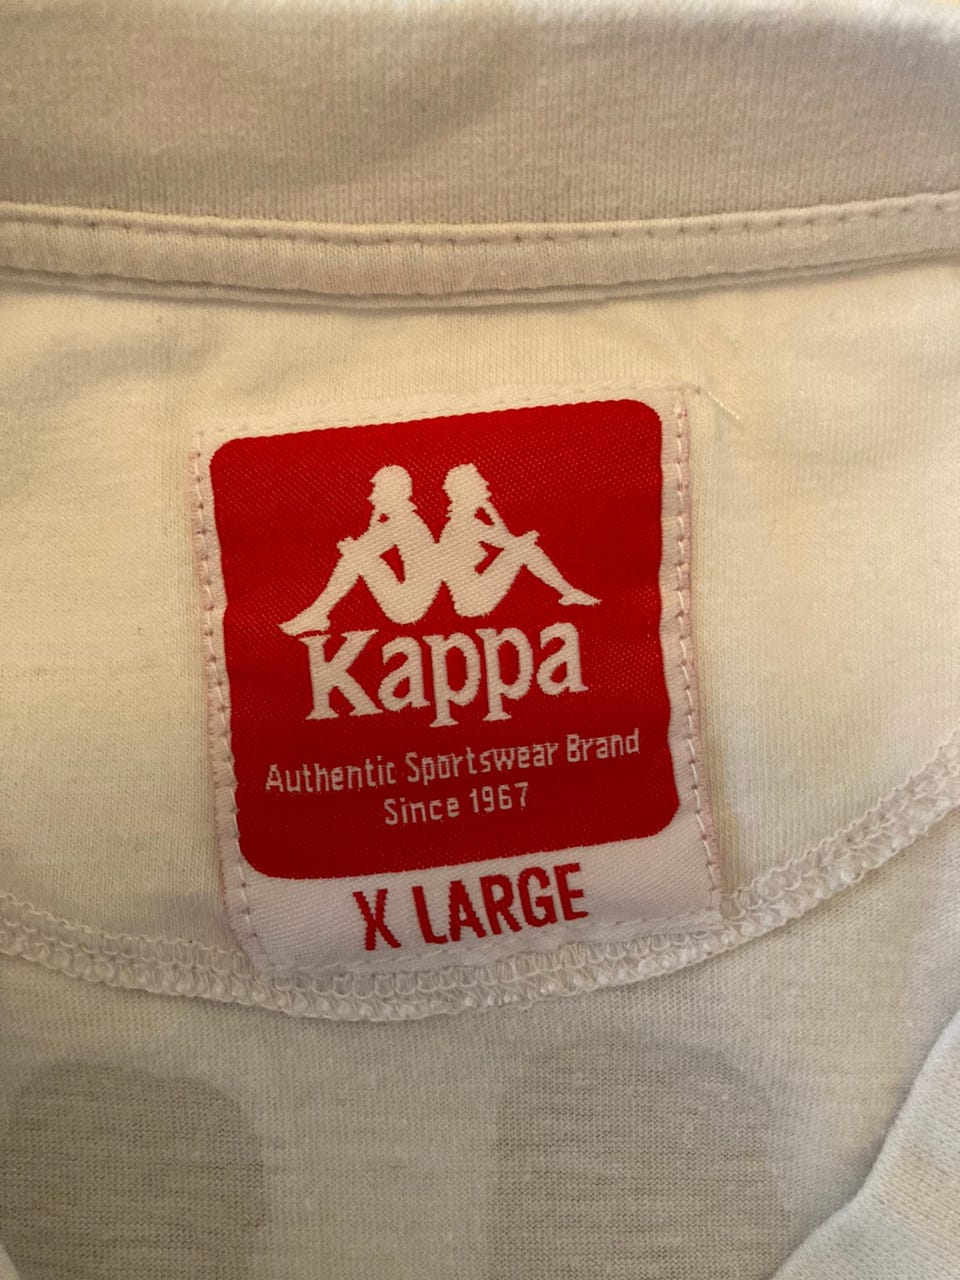 Kappa
Authentic Sportswear Brand
Since 1967
X LARGE